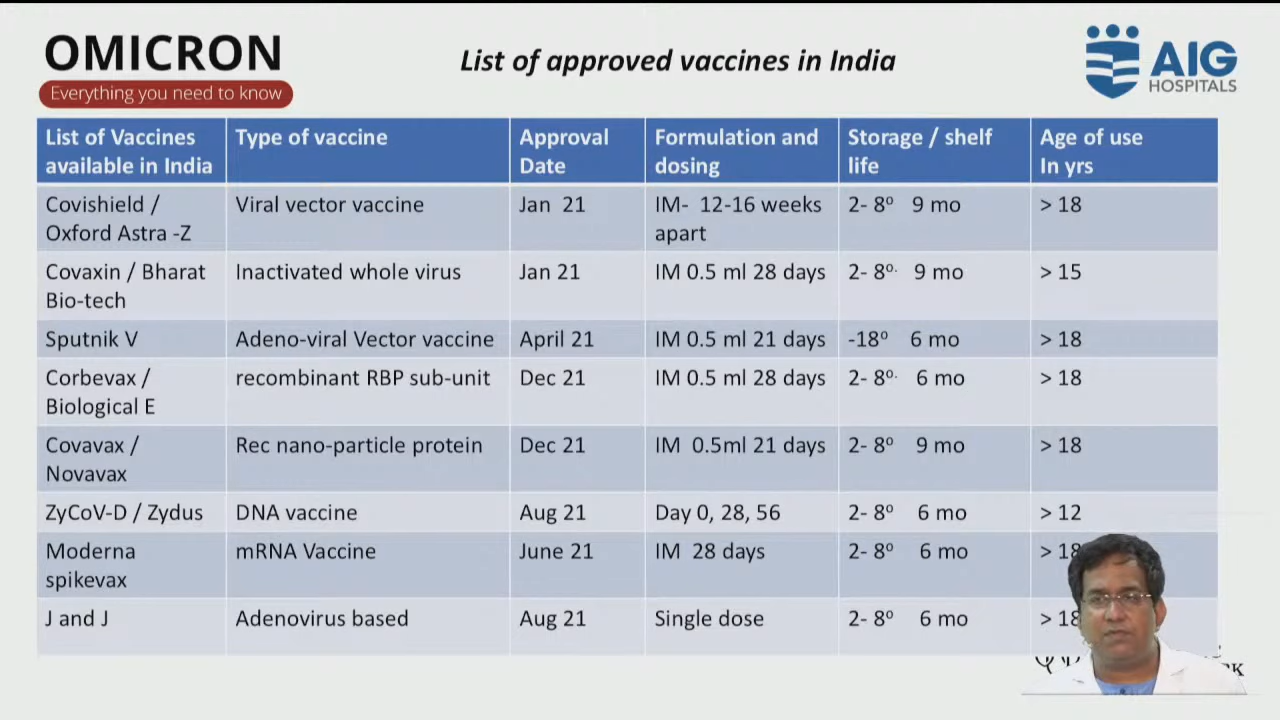 OMICRON
Everything you need to know
List of approved vaccines in India
AIG
HOSPITALS
List of Vaccines available in India | Type of vaccine | Approval Date | Formulation and dosing | Storage / shelf life | Age of use In yrs
Covishield / Oxford Astra -Z | Viral vector vaccine | Jan 21 | IM- 12-16 weeks apart | 2- 8º 9 mo | > 18
Covaxin / Bharat Bio-tech | Inactivated whole virus | Jan 21 | IM 0.5 ml 28 days | 2- 8º. 9 mo | > 15
Sputnik V | Adeno-viral Vector vaccine | April 21 | IM 0.5 ml 21 days | -18º 6 mo | > 18
Corbevax / Biological E | recombinant RBP sub-unit | Dec 21 | IM 0.5 ml 28 days | 2- 8º. 6 mo | > 18
Covavax / Novavax | Rec nano-particle protein | Dec 21 | IM 0.5ml 21 days | 2- 8º 9 mo | > 18
ZyCoV-D / Zydus | DNA vaccine | Aug 21 | Day 0, 28, 56 | 2- 8º 6 mo | > 12
Moderna spikevax | mRNA Vaccine | June 21 | IM 28 days | 2- 8º 6 mo | > 18
J and J | Adenovirus based | Aug 21 | Single dose | 2- 8º 6 mo | > 18